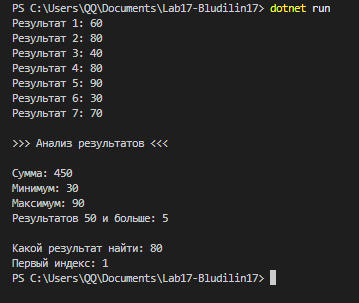 PS C:\Users\QQ\Documents\Lab17-Bludilin17> dotnet run
Результат 1: 60
Результат 2: 80
Результат 3: 40
Результат 4: 80
Результат 5: 90
Результат 6: 30
Результат 7: 70
>>> Анализ результатов <<<
Сумма: 450
Минимум: 30
Максимум: 90
Результатов 50 и больше: 5
Какой результат найти: 80
Первый индекс: 1
PS C:\Users\QQ\Documents\Lab17-Bludilin17>